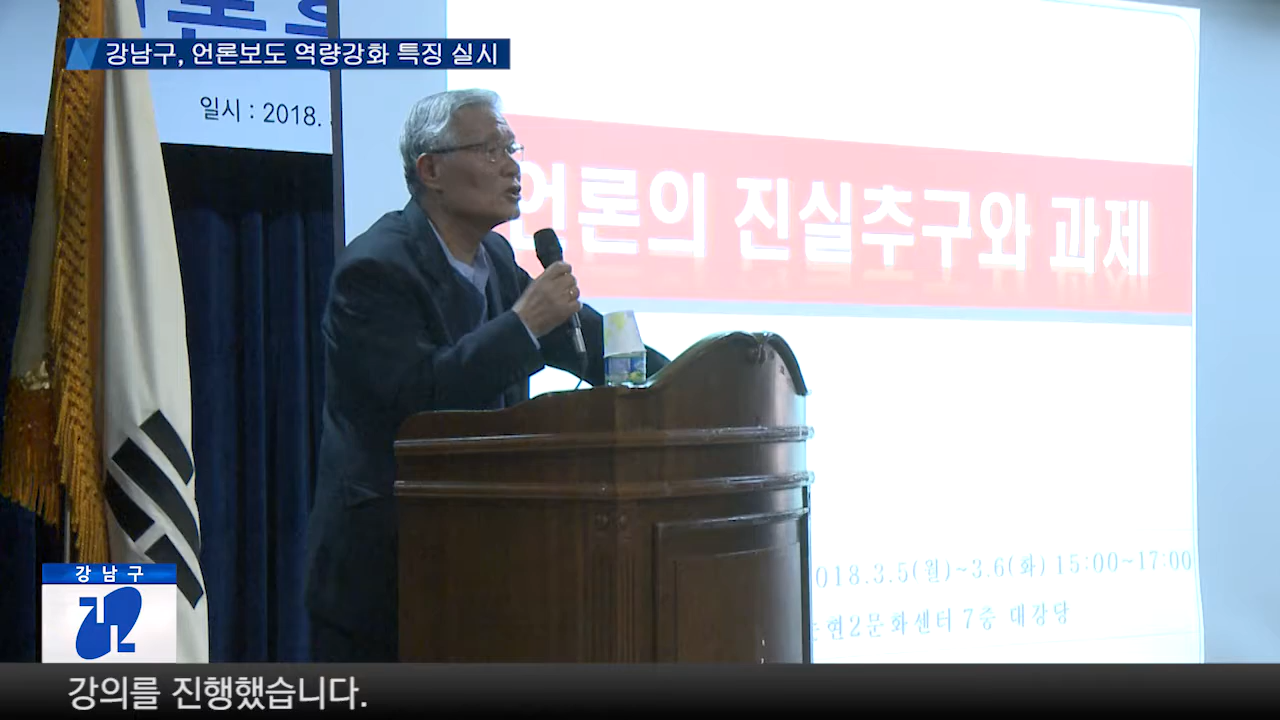 강남구, 언론보도 역량강화 특징 실시
일시 : 2018.
언론의 진실추구와 과제
018.3.5(월)~3.6(화) 15:00~17:00
현2문화센터 7층 대강당
강남구
강의를 진행했습니다.